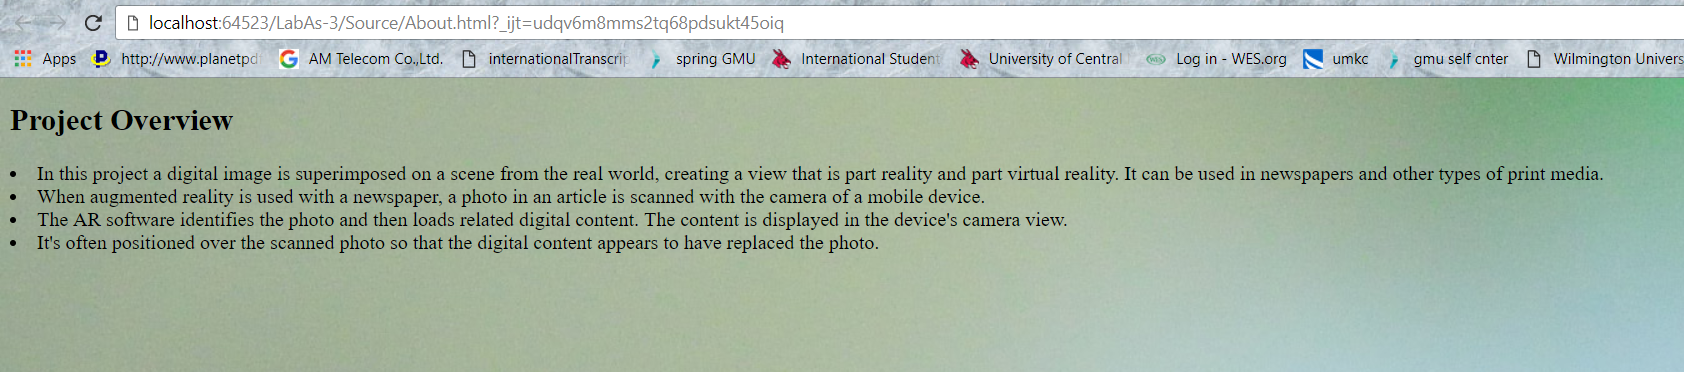 localhost:64523/LabAs-3/Source/About.html?_ijt=udqv6m8mms2tq68pdsukt45oiq
Apps http://www.planetpd AM Telecom Co.,Ltd. internationalTranscrip spring GMU International Student University of Central Log in - WES.org umkc gmu self cnter Wilmington Univers
Project Overview
• In this project a digital image is superimposed on a scene from the real world, creating a view that is part reality and part virtual reality. It can be used in newspapers and other types of print media.
• When augmented reality is used with a newspaper, a photo in an article is scanned with the camera of a mobile device.
• The AR software identifies the photo and then loads related digital content. The content is displayed in the device's camera view.
• It's often positioned over the scanned photo so that the digital content appears to have replaced the photo.